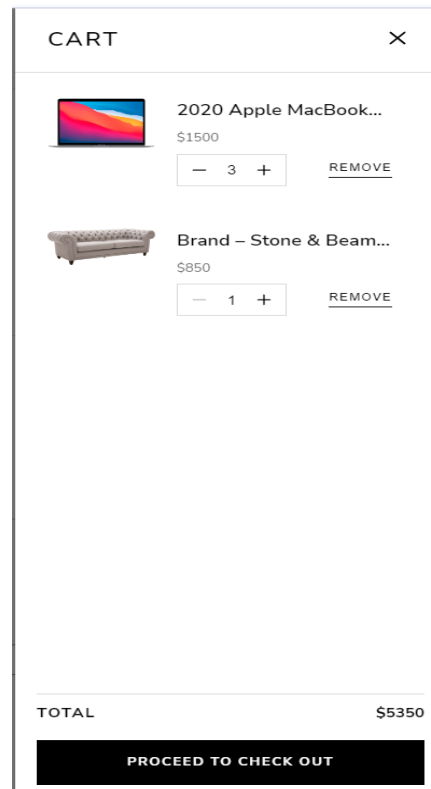 CART
2020 Apple MacBook...
$1500
— 3 +
REMOVE
Brand – Stone & Beam...
$850
— 1 +
REMOVE
TOTAL $5350
PROCEED TO CHECK OUT